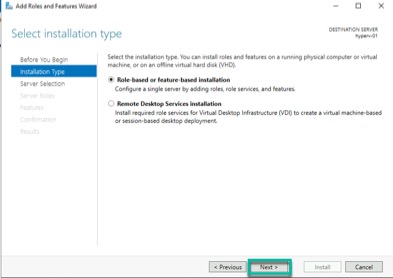 Add Roles and Features Wizard
Select installation type
DESTINATION SERVER
hyperv-01
Before You Begin
Installation Type
Server Selection
Server Roles
Features
Confirmation
Results
Select the installation type. You can install roles and features on a running physical computer or virtual
machine, or on an offline virtual hard disk (VHD).
Role-based or feature-based installation
Configure a single server by adding roles, role services, and features.
Remote Desktop Services installation
Install required role services for Virtual Desktop Infrastructure (VDI) to create a virtual machine-based
or session-based desktop deployment.
< Previous
Next >
Install
Cancel